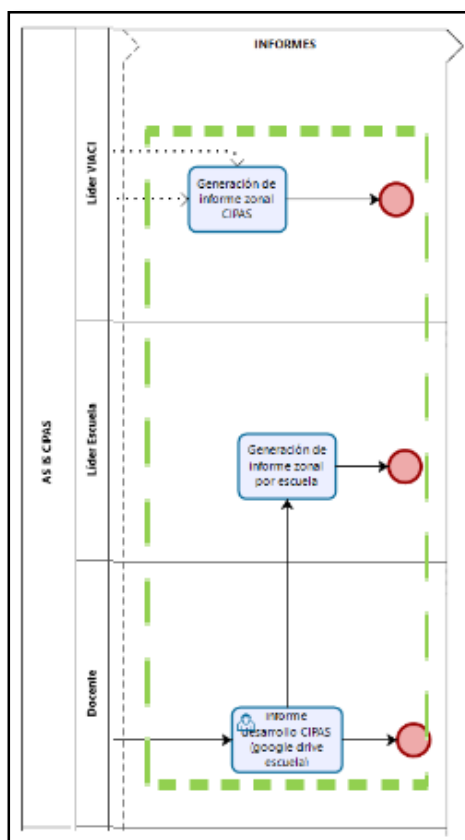 INFORMES
AS IS CIPAS
Líder VIACI
Generación de
informe zonal
CIPAS
Líder Escuela
Generación de
informe zonal
por escuela
Docente
Informe
desarrollo CIPAS
(google drive
escuela)